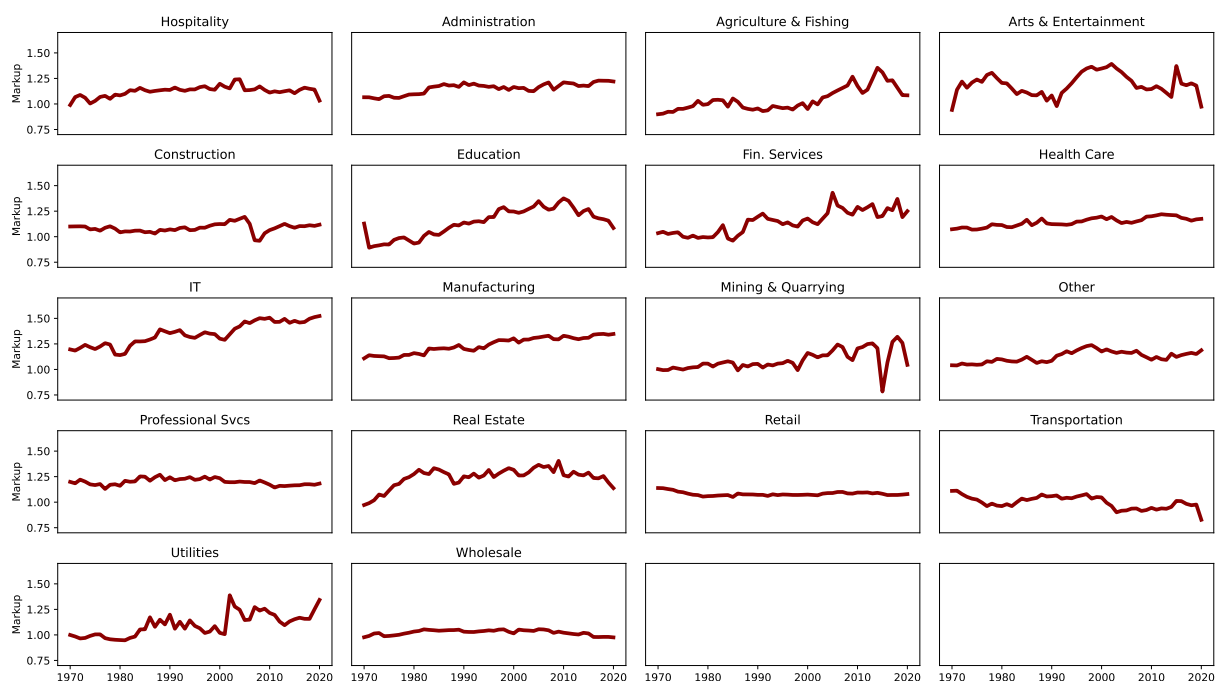 Hospitality Administration Agriculture & Fishing Arts & Entertainment
1.50
1.25
1.00
0.75
Markup
Construction Education Fin. Services Health Care
1.50
1.25
1.00
0.75
Markup
IT Manufacturing Mining & Quarrying Other
1.50
1.25
1.00
0.75
Markup
Professional Svcs Real Estate Retail Transportation
1.50
1.25
1.00
0.75
Markup
Utilities Wholesale
1.50
1.25
1.00
0.75
Markup
1970 1980 1990 2000 2010 2020 1970 1980 1990 2000 2010 2020 1970 1980 1990 2000 2010 2020 1970 1980 1990 2000 2010 2020